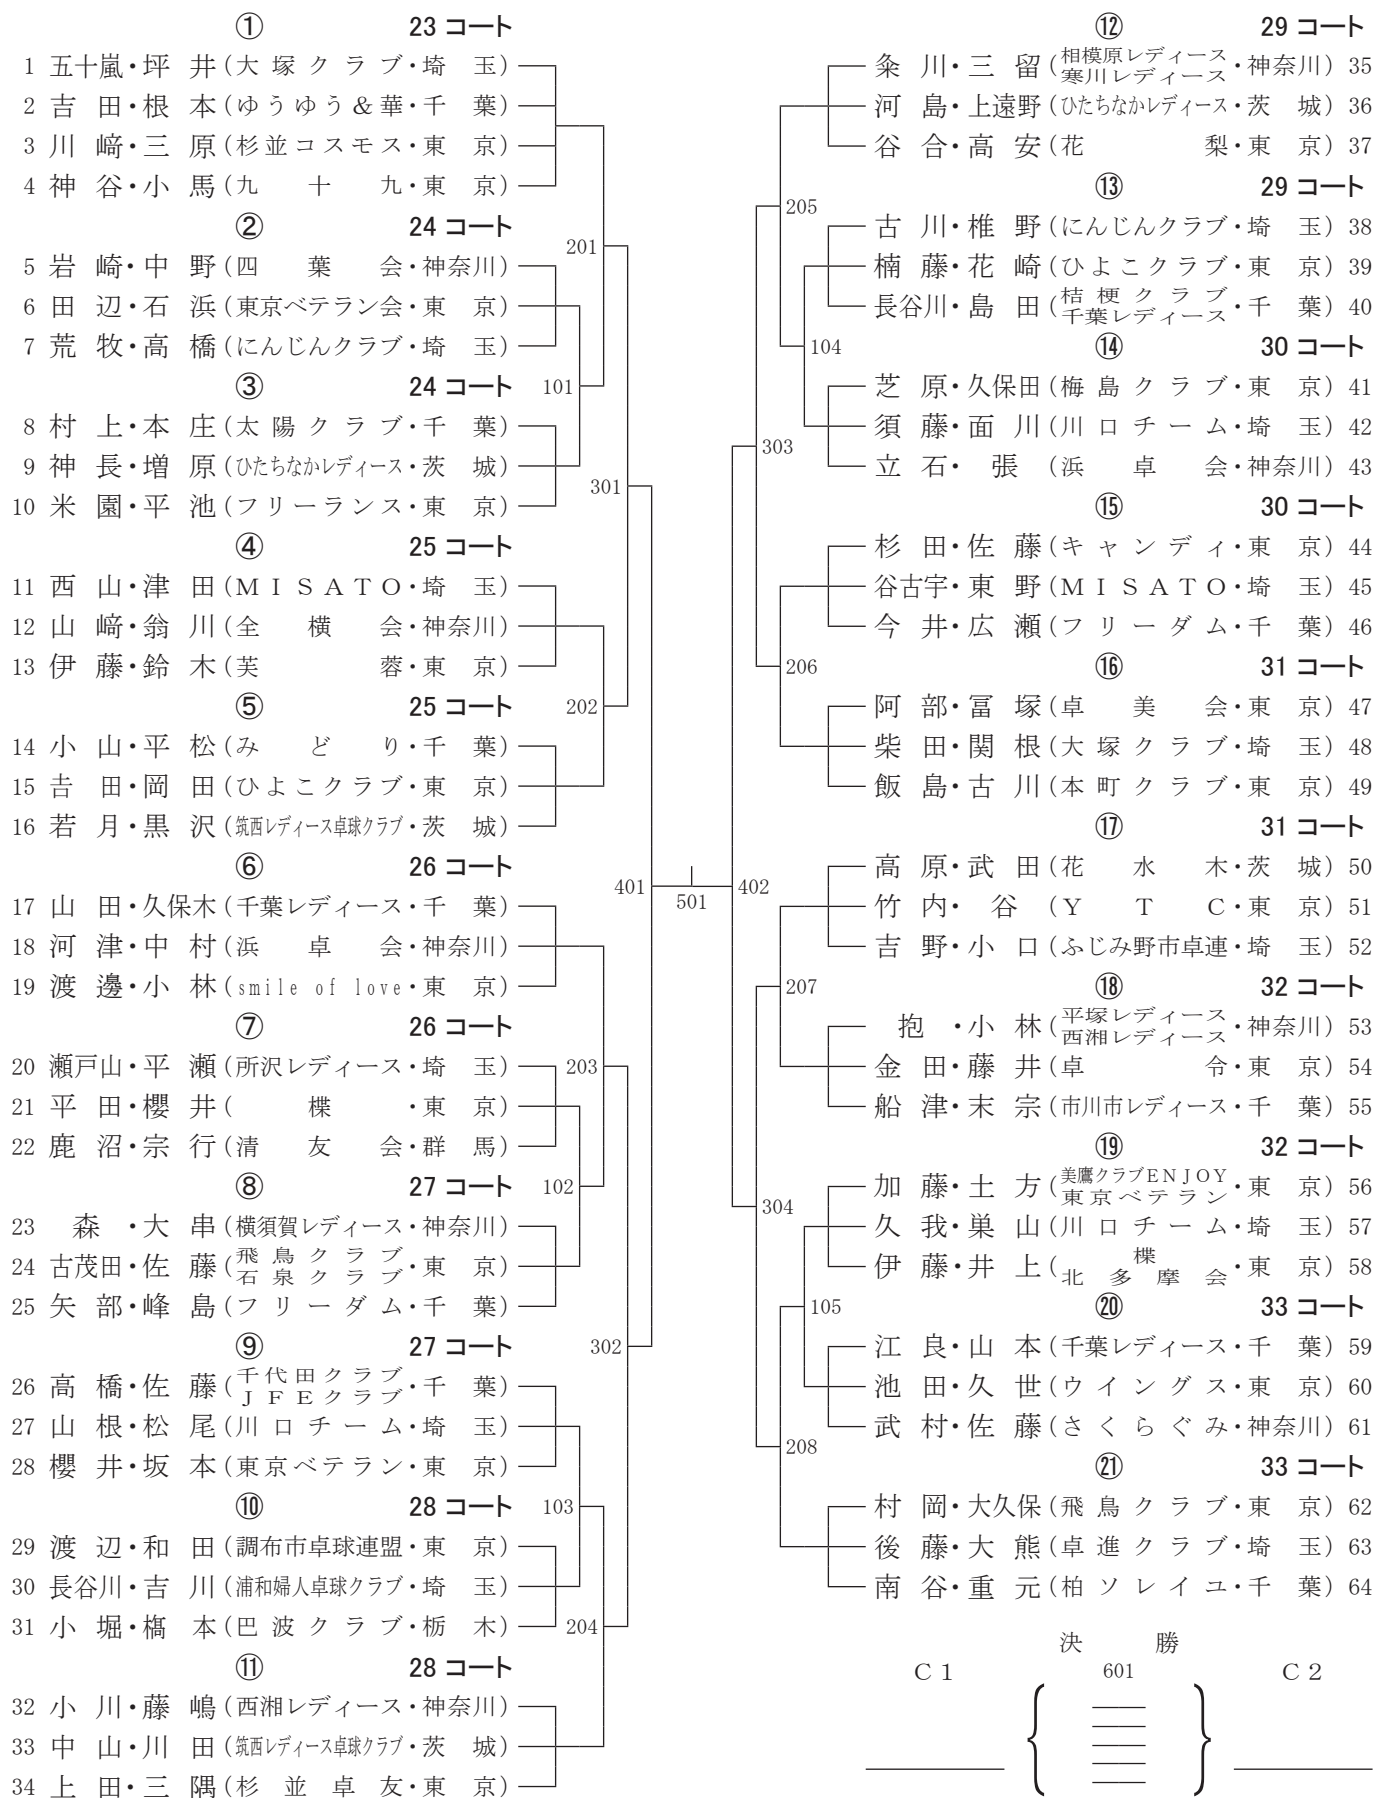 ① 23 コート
1 五十嵐・坪 井(大 塚 ク ラ ブ・埼 玉)
2 吉 田・根 本(ゆうゆう&華・千 葉)
3 川 﨑・三 原(杉並コスモス・東 京)
4 神 谷・小 馬(九 十 九・東 京)
② 24 コート
5 岩 崎・中 野(四 葉 会・神奈川)
6 田 辺・石 浜(東京ベテラン会・東 京)
7 荒 牧・高 橋(にんじんクラブ・埼 玉)
③ 24 コート
8 村 上・本 庄(太 陽 ク ラ ブ・千 葉)
9 神 長・増 原(ひたちなかレディース・茨 城)
10 米 園・平 池(フリーランス・東 京)
④ 25 コート
11 西 山・津 田(MISATO・埼 玉)
12 山 﨑・翁 川(全 横 会・神奈川)
13 伊 藤・鈴 木(芙 蓉・東 京)
⑤ 25 コート
14 小 山・平 松(み ど り・千 葉)
15 𠮷 田・岡 田(ひよこクラブ・東 京)
16 若 月・黒 沢(筑西レディース卓球クラブ・茨 城)
⑥ 26 コート
17 山 田・久保木(千葉レディース・千 葉)
18 河 津・中 村(浜 卓 会・神奈川)
19 渡 邊・小 林(smile of love・東 京)
⑦ 26 コート
20 瀬戸山・平 瀬(所沢レディース・埼 玉)
21 平 田・櫻 井( 楪 ・東 京)
22 鹿 沼・宗 行(清 友 会・群 馬)
⑧ 27 コート
23 森 ・大 串(横須賀レディース・神奈川)
24 古茂田・佐 藤(飛 鳥 ク ラ ブ 石 泉 ク ラ ブ・東 京)
25 矢 部・峰 島(フ リ ー ダ ム・千 葉)
⑨ 27 コート
26 高 橋・佐 藤(千代田クラブ JFEクラブ・千 葉)
27 山 根・松 尾(川 口 チ ー ム・埼 玉)
28 櫻 井・坂 本(東京ベテラン・東 京)
⑩ 28 コート
29 渡 辺・和 田(調布市卓球連盟・東 京)
30 長谷川・吉 川(浦和婦人卓球クラブ・埼 玉)
31 小 堀・槗 本(巴 波 ク ラ ブ・栃 木)
⑪ 28 コート
32 小 川・藤 嶋(西湘レディース・神奈川)
33 中 山・川 田(筑西レディース卓球クラブ・茨 城)
34 上 田・三 隅(杉 並 卓 友・東 京)
101
102
103
201
202
203
204
301
302
401
501
402
303
304
205
206
207
208
104
105
⑫ 29 コート
粂 川・三 留(相模原レディース 寒川レディース・神奈川)35
河 島・上遠野(ひたちなかレディース・茨 城)36
谷 合・高 安(花 梨・東 京)37
⑬ 29 コート
古 川・椎 野(にんじんクラブ・埼 玉)38
楠 藤・花 崎(ひよこクラブ・東 京)39
長谷川・島 田(桔 梗 ク ラ ブ 千葉レディース・千 葉)40
⑭ 30 コート
芝 原・久保田(梅 島 ク ラ ブ・東 京)41
須 藤・面 川(川 口 チ ー ム・埼 玉)42
立 石・ 張 (浜 卓 会・神奈川)43
⑮ 30 コート
杉 田・佐 藤(キ ャ ン デ ィ・東 京)44
谷古宇・東 野(MISATO・埼 玉)45
今 井・広 瀬(フ リ ー ダ ム・千 葉)46
⑯ 31 コート
阿 部・冨 塚(卓 美 会・東 京)47
柴 田・関 根(大 塚 ク ラ ブ・埼 玉)48
飯 島・古 川(本 町 ク ラ ブ・東 京)49
⑰ 31 コート
高 原・武 田(花 水 木・茨 城)50
竹 内・ 谷 (Y T C・東 京)51
吉 野・小 口(ふじみ野市卓連・埼 玉)52
⑱ 32 コート
抱 ・小 林(平塚レディース 西湘レディース・神奈川)53
金 田・藤 井(卓 令・東 京)54
船 津・末 宗(市川市レディース・千 葉)55
⑲ 32 コート
加 藤・土 方(美鷹クラブENJOY 東京ベテラン・東 京)56
久 我・巣 山(川 口 チ ー ム・埼 玉)57
伊 藤・井 上(楪 北 多 摩 会・東 京)58
⑳ 33 コート
江 良・山 本(千葉レディース・千 葉)59
池 田・久 世(ウ イ ン グ ス・東 京)60
武 村・佐 藤(さ く ら ぐ み・神奈川)61
㉑ 33 コート
村 岡・大久保(飛 鳥 ク ラ ブ・東 京)62
後 藤・大 熊(卓 進 ク ラ ブ・埼 玉)63
南 谷・重 元(柏 ソ レ イ ユ・千 葉)64
決 勝
C1 601 C2